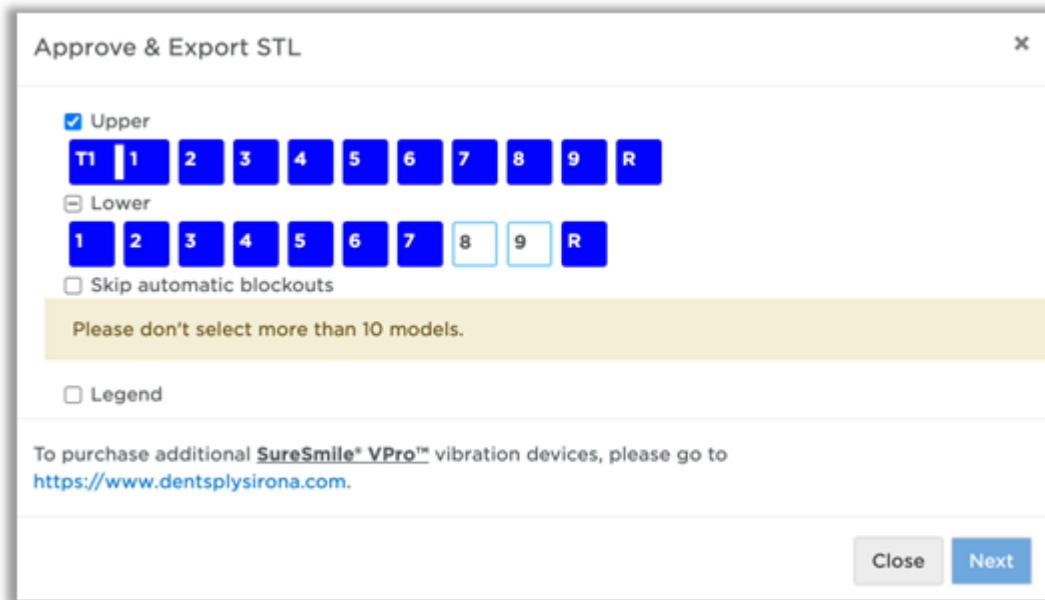 Approve & Export STL ×
Upper
T1 1 2 3 4 5 6 7 8 9 R
Lower
1 2 3 4 5 6 7 8 9 R
Skip automatic blockouts
Please don't select more than 10 models.
Legend
To purchase additional SureSmile® VPro™ vibration devices, please go to
https://www.dentsplysirona.com.
Close Next